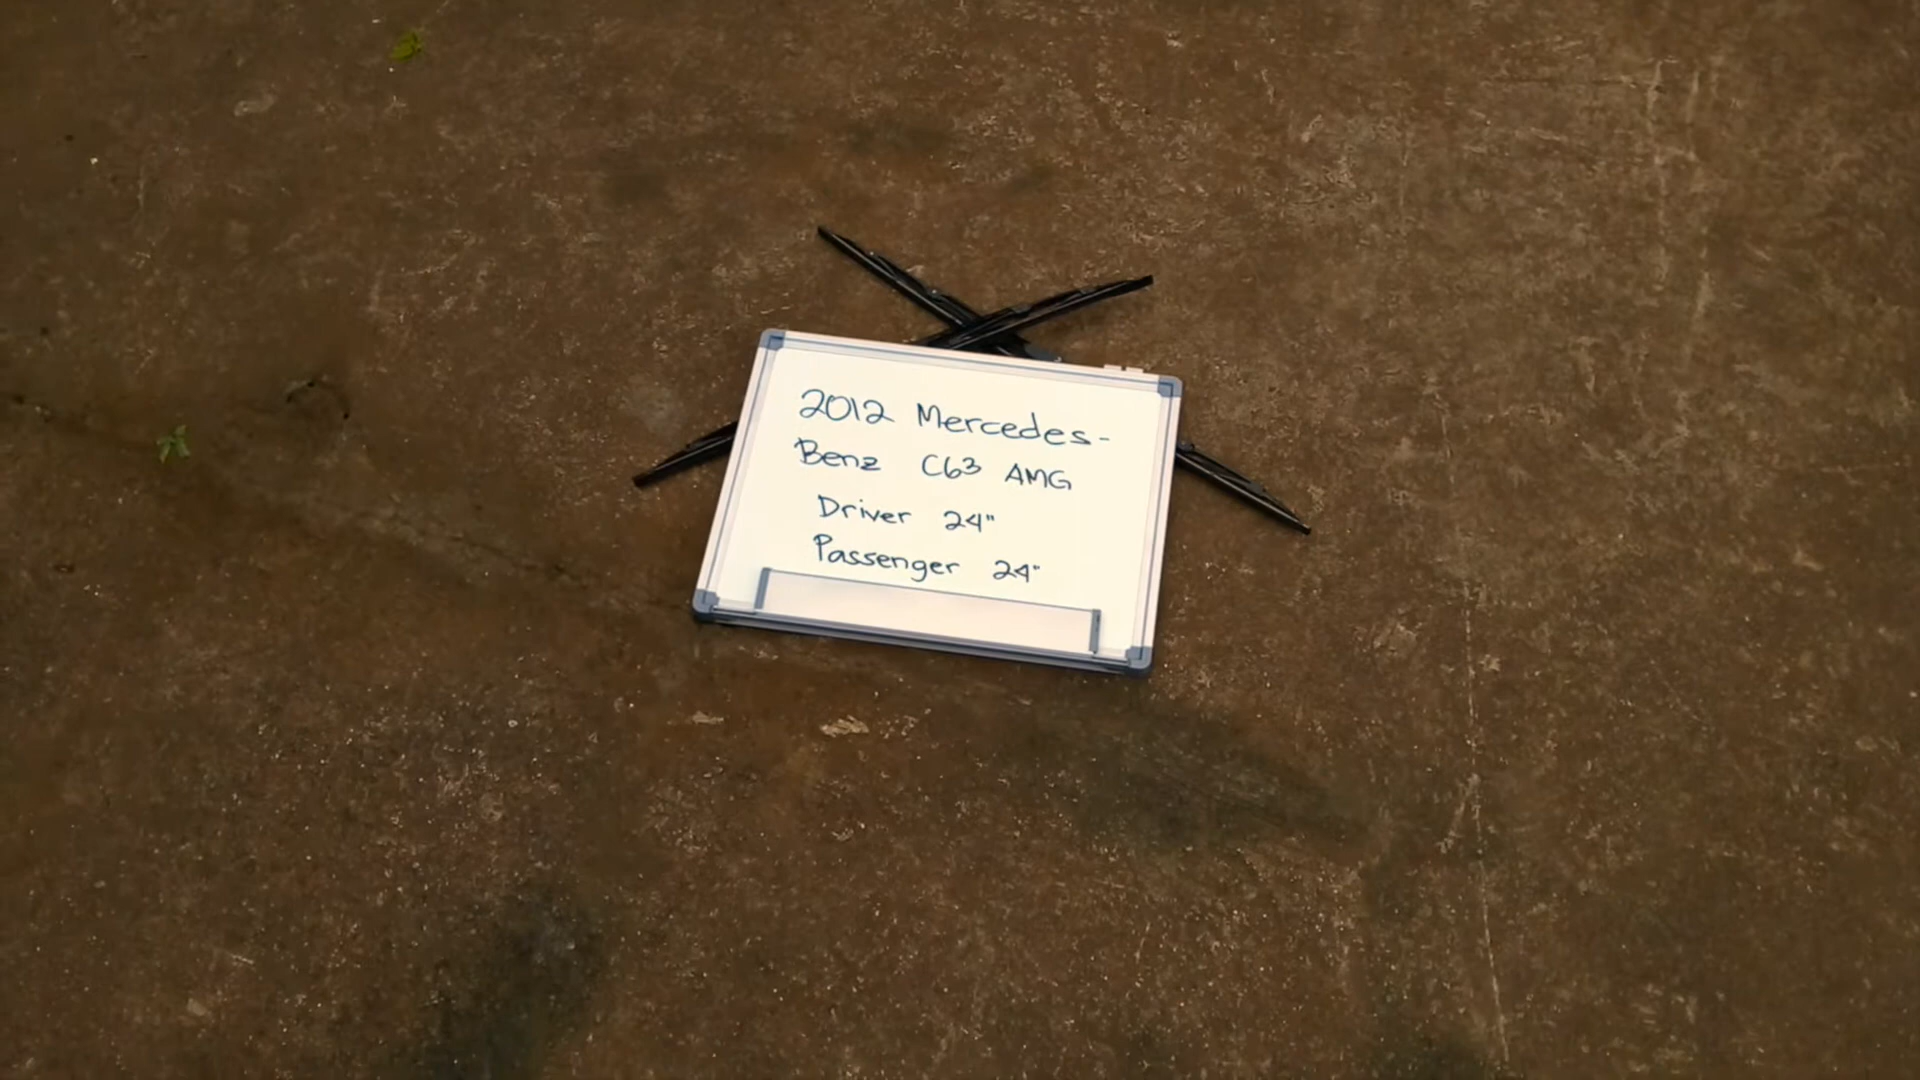 2012 Mercedes-
Benz C63 AMG
Driver 24"
Passenger 24"